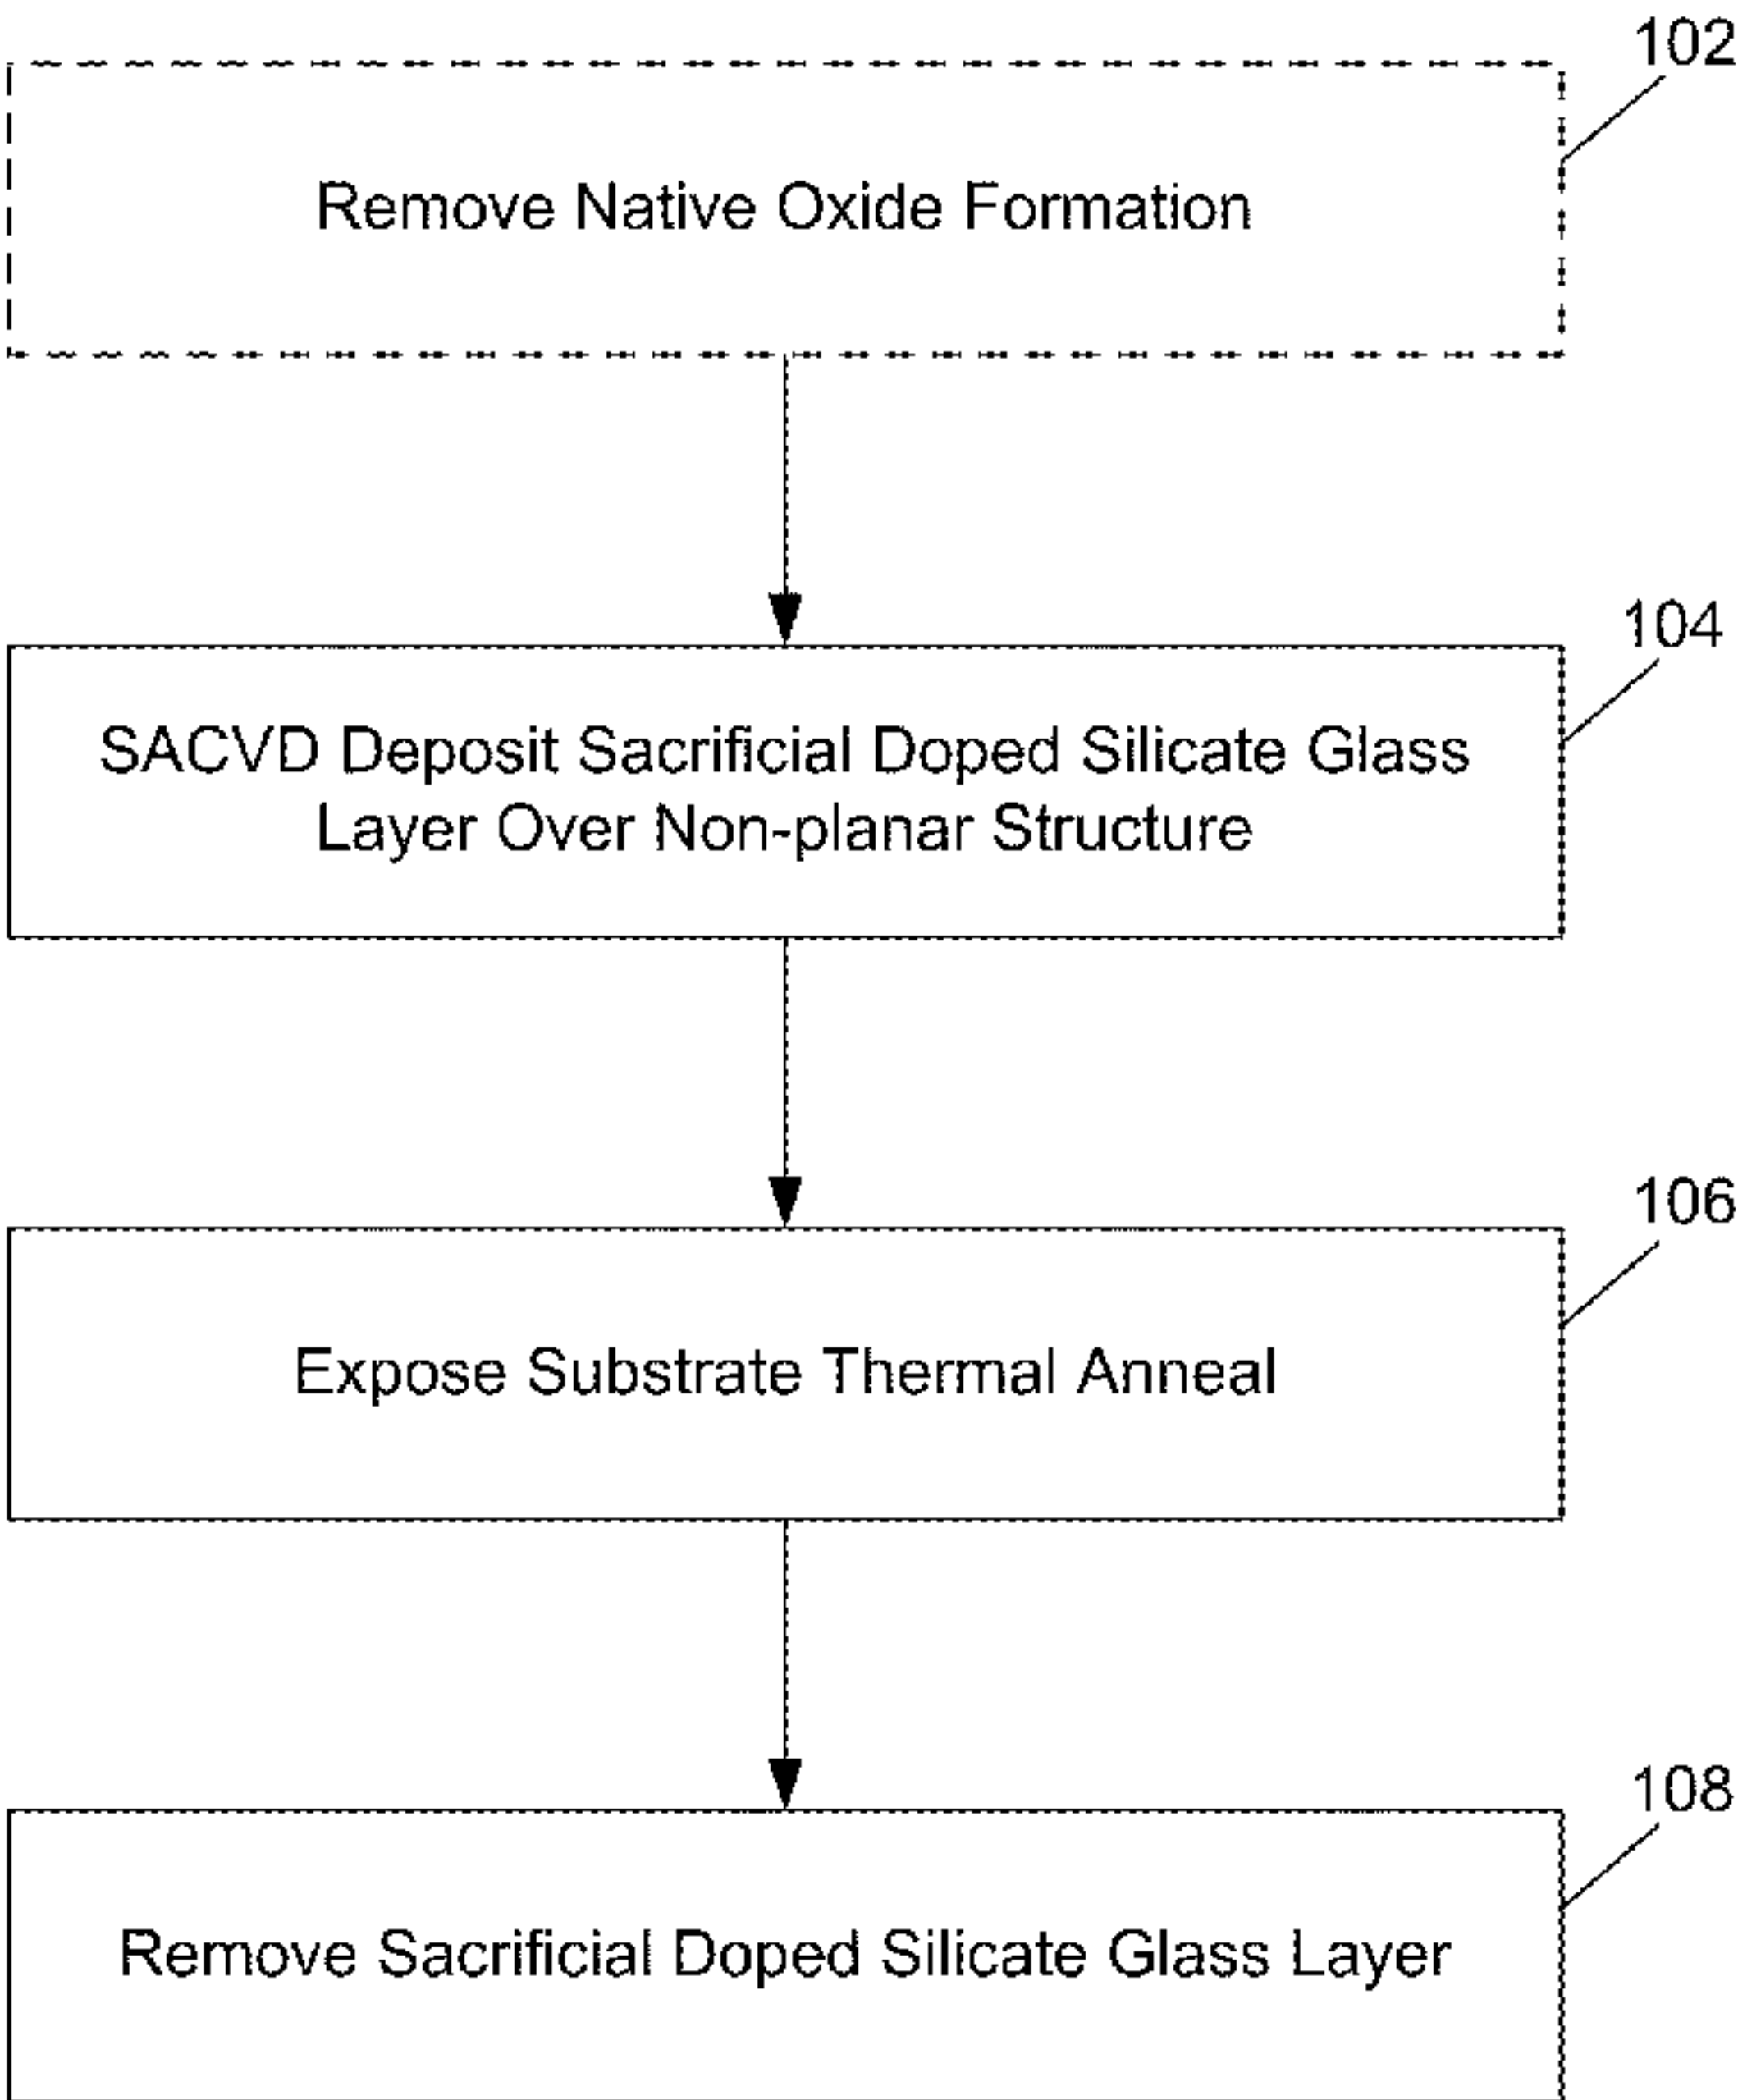 102
Remove Native Oxide Formation
104
SACVD Deposit Sacrificial Doped Silicate Glass
Layer Over Non-planar Structure
106
Expose Substrate Thermal Anneal
108
Remove Sacrificial Doped Silicate Glass Layer